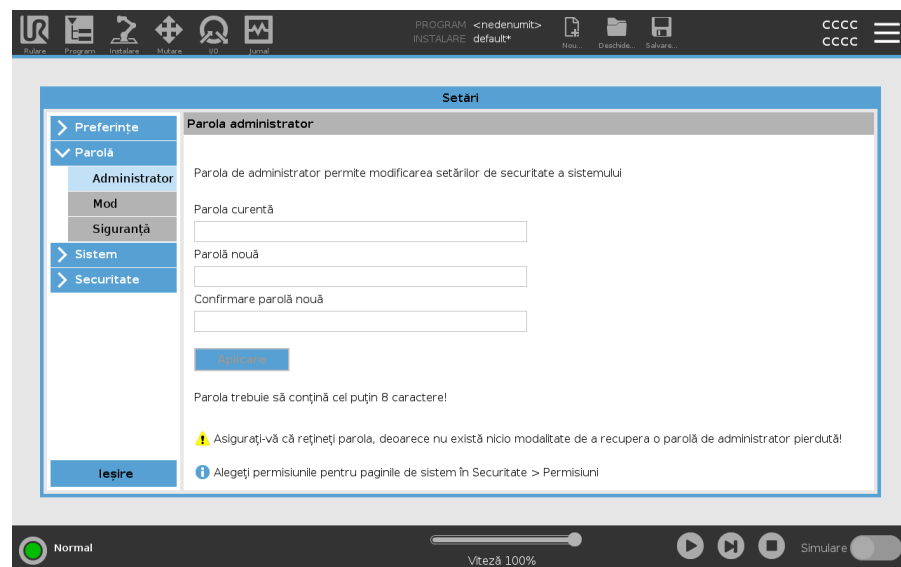 UR
PROGRAM <nedenumit>
INSTALARE default*
Rulare Program Instalare Mutare I/O Jurnal
Nou... Deschide... Salvare...
CCCC
CCCC
Setări
Preferințe
Parolă
Administrator
Mod
Siguranță
Sistem
Securitate
Ieșire
Parola administrator
Parola de administrator permite modificarea setărilor de securitate a sistemului
Parola curentă
Parolă nouă
Confirmare parolă nouă
Aplicare
Parola trebuie să conțină cel puțin 8 caractere!
Asigurați-vă că rețineți parola, deoarece nu există nicio modalitate de a recupera o parolă de administrator pierdută!
Alegeți permisiunile pentru paginile de sistem în Securitate > Permisiuni
Normal
Viteză 100%
Simulare